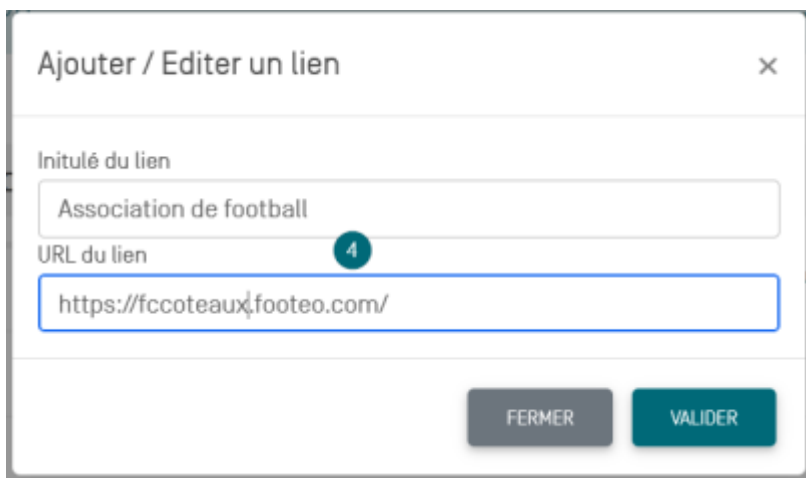 Ajouter / Editer un lien ×
Initulé du lien
Association de football
URL du lien
4
https://fccoteaux.footeo.com/
FERMER VALIDER